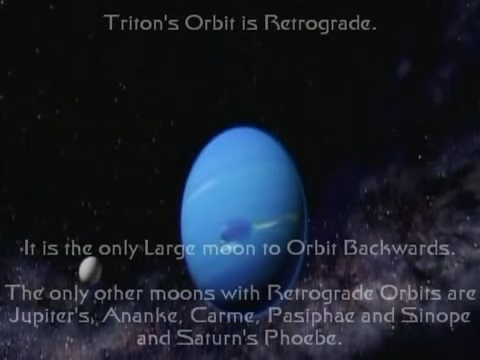 Triton's Orbit is Retrograde.
It is the only Large moon to Orbit Backwards.
The only other moons with Retrograde Orbits are
Jupiter's, Ananke, Carme, Pasiphae and Sinope
and Saturn's Phoebe.